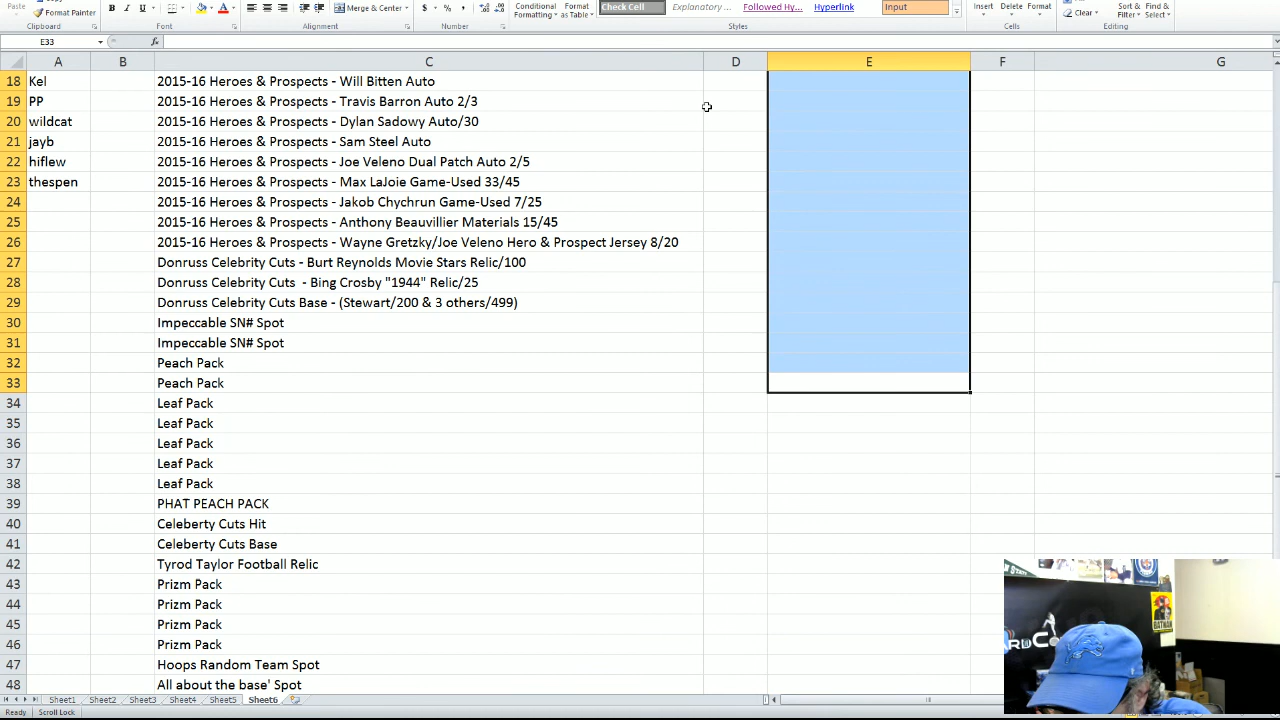 Paste
Format Painter
B I U
A
Merge & Center
$ % ,
Conditional Formatting
Format as Table
Check Cell
Explanatory ...
Followed Hy...
Hyperlink
Input
Insert Delete Format
Clear
Sort & Filter
Find & Select
Clipboard Font Alignment Number Styles Cells Editing
E33 fx
A B C D E F G
18 Kel 2015-16 Heroes & Prospects - Will Bitten Auto
19 PP 2015-16 Heroes & Prospects - Travis Barron Auto 2/3
20 wildcat 2015-16 Heroes & Prospects - Dylan Sadowy Auto/30
21 jayb 2015-16 Heroes & Prospects - Sam Steel Auto
22 hiflew 2015-16 Heroes & Prospects - Joe Veleno Dual Patch Auto 2/5
23 thespen 2015-16 Heroes & Prospects - Max LaJoie Game-Used 33/45
24 2015-16 Heroes & Prospects - Jakob Chychrun Game-Used 7/25
25 2015-16 Heroes & Prospects - Anthony Beauvillier Materials 15/45
26 2015-16 Heroes & Prospects - Wayne Gretzky/Joe Veleno Hero & Prospect Jersey 8/20
27 Donruss Celebrity Cuts - Burt Reynolds Movie Stars Relic/100
28 Donruss Celebrity Cuts  - Bing Crosby "1944" Relic/25
29 Donruss Celebrity Cuts Base - (Stewart/200 & 3 others/499)
30 Impeccable SN# Spot
31 Impeccable SN# Spot
32 Peach Pack
33 Peach Pack
34 Leaf Pack
35 Leaf Pack
36 Leaf Pack
37 Leaf Pack
38 Leaf Pack
39 PHAT PEACH PACK
40 Celeberty Cuts Hit
41 Celeberty Cuts Base
42 Tyrod Taylor Football Relic
43 Prizm Pack
44 Prizm Pack
45 Prizm Pack
46 Prizm Pack
47 Hoops Random Team Spot
48 All about the base' Spot
Sheet1 Sheet2 Sheet3 Sheet4 Sheet5 Sheet6
Ready Scroll Lock